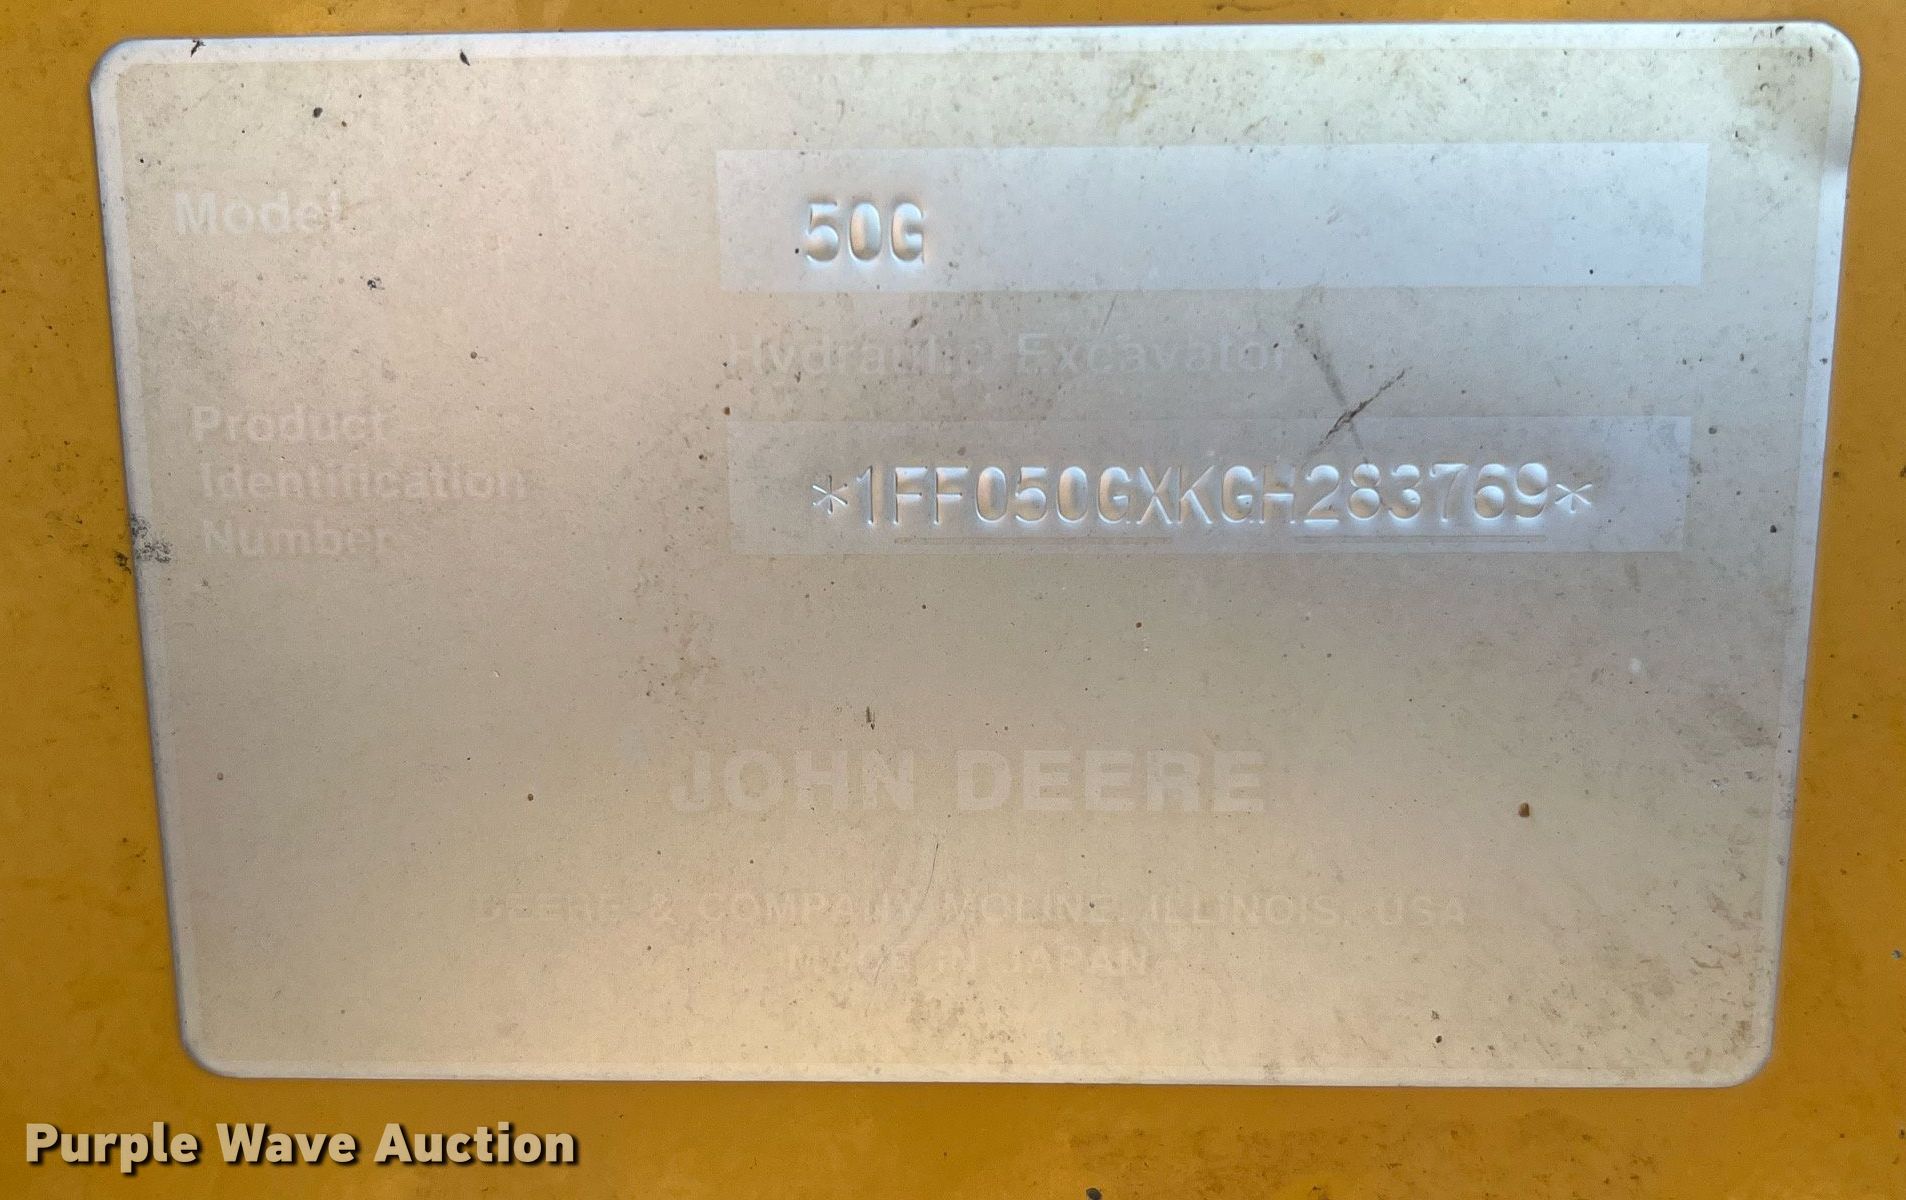 Model 50G
Hydraulic Excavator
Product
Identification
Number
*1FF050GXKGH283769*
JOHN DEERE
DEERE & COMPANY MOLINE, ILLINOIS, USA
MADE IN JAPAN
Purple Wave Auction